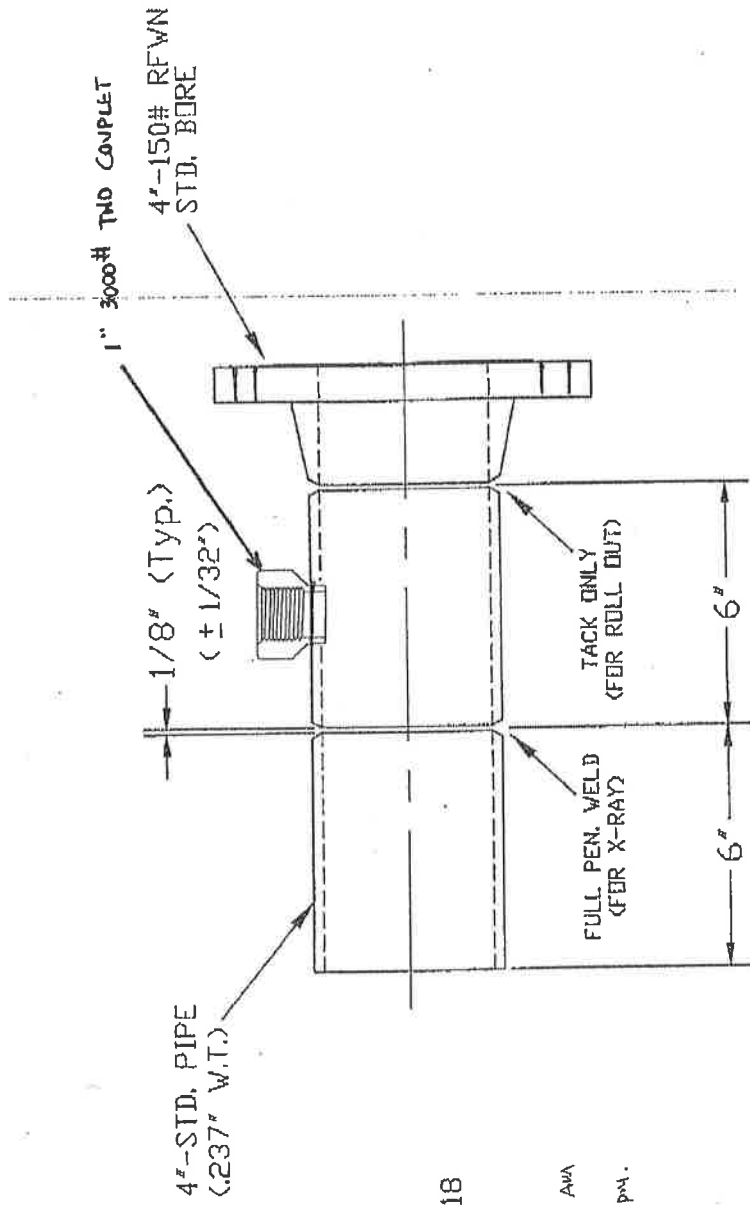 1" 3000# THD COUPLET
4"-150# RFWN
STD. BORE
1/8" (Typ.)
(±1/32")
4"-STD. PIPE
(.237" W.T.)
TACK ONLY
(FOR ROLL OUT)
FULL PEN. WELD
(FOR X-RAY)
6"
6"
18